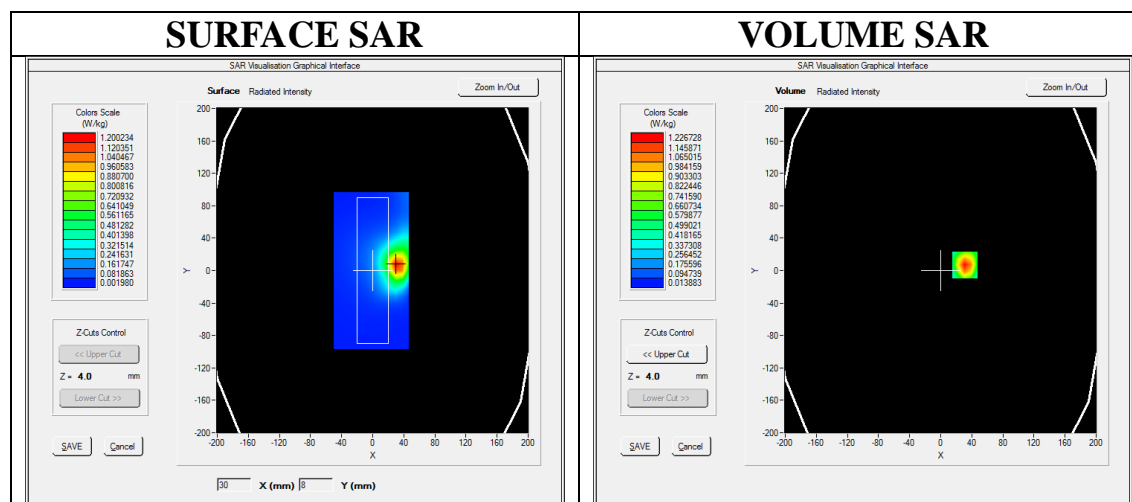 SURFACE SAR
VOLUME SAR
SAR Visualisation Graphical Interface
Surface Radiated Intensity
Zoom In/Out
Colors Scale
(W/kg)
1.200234
1.120351
1.040467
0.960583
0.880700
0.800816
0.720932
0.641049
0.561165
0.481282
0.401398
0.321514
0.241631
0.161747
0.081863
0.001980
200
160
120
80
40
0
-40
-80
-120
-160
-200
Y
-200 -160 -120 -80 -40 0 40 80 120 160 200
X
Z-Cuts Control
<< Upper Cut
Z = 4.0 mm
Lower Cut >>
SAVE Cancel
30 X (mm) 8 Y (mm)
SAR Visualisation Graphical Interface
Volume Radiated Intensity
Zoom In/Out
Colors Scale
(W/kg)
1.226728
1.145871
1.065015
0.984159
0.903303
0.822446
0.741590
0.660734
0.579877
0.499021
0.418165
0.337308
0.256452
0.175596
0.094739
0.013883
200
160
120
80
40
0
-40
-80
-120
-160
-200
Y
-200 -160 -120 -80 -40 0 40 80 120 160 200
X
Z-Cuts Control
<< Upper Cut
Z = 4.0 mm
Lower Cut >>
SAVE Cancel